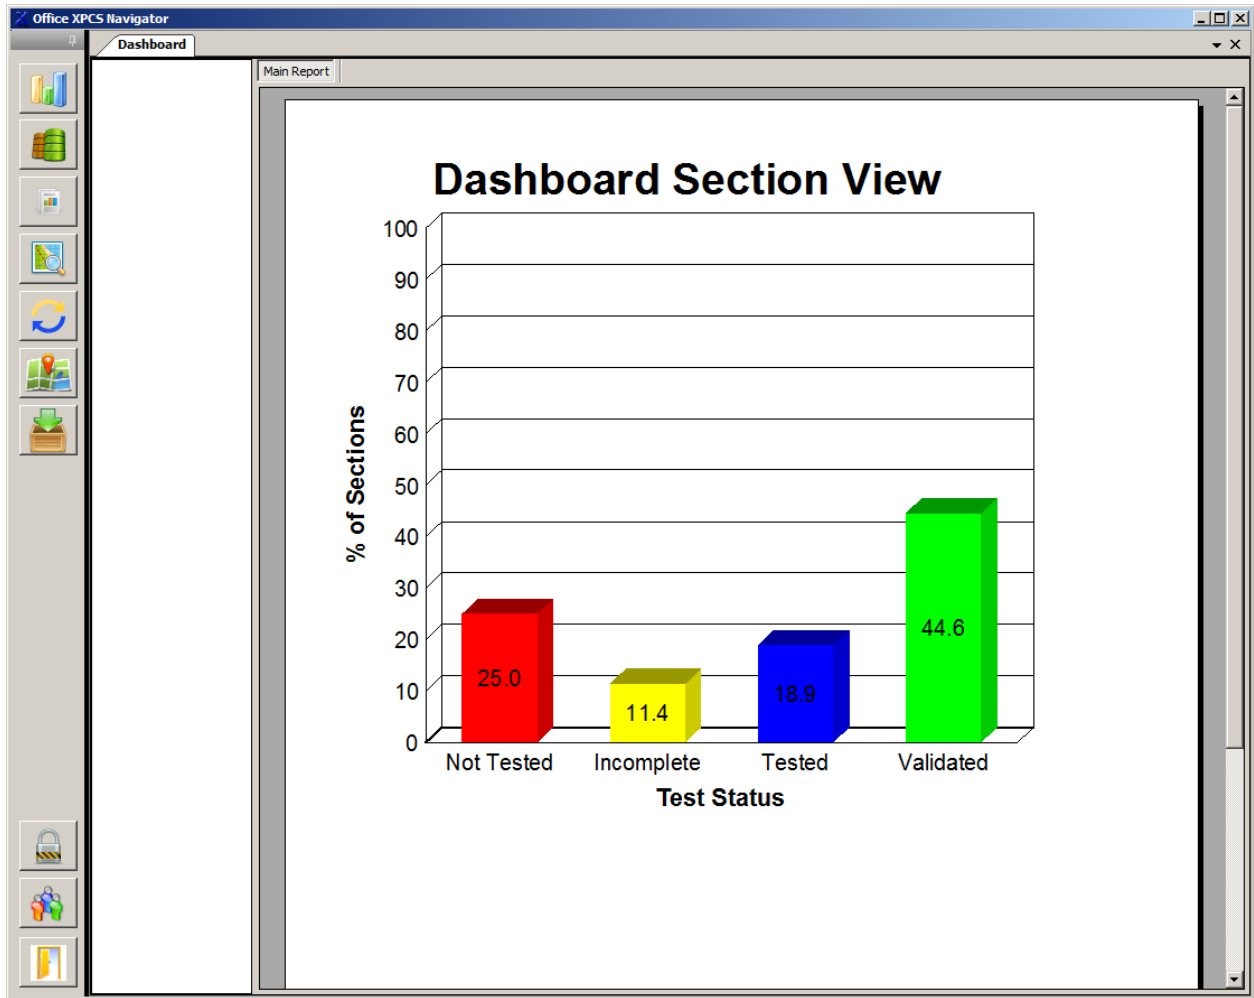 Office XPCS Navigator
Dashboard
Main Report
Dashboard Section View
100
90
80
70
60
50
40
30
20
10
0
% of Sections
25.0
11.4
18.9
44.6
Not Tested Incomplete Tested Validated
Test Status